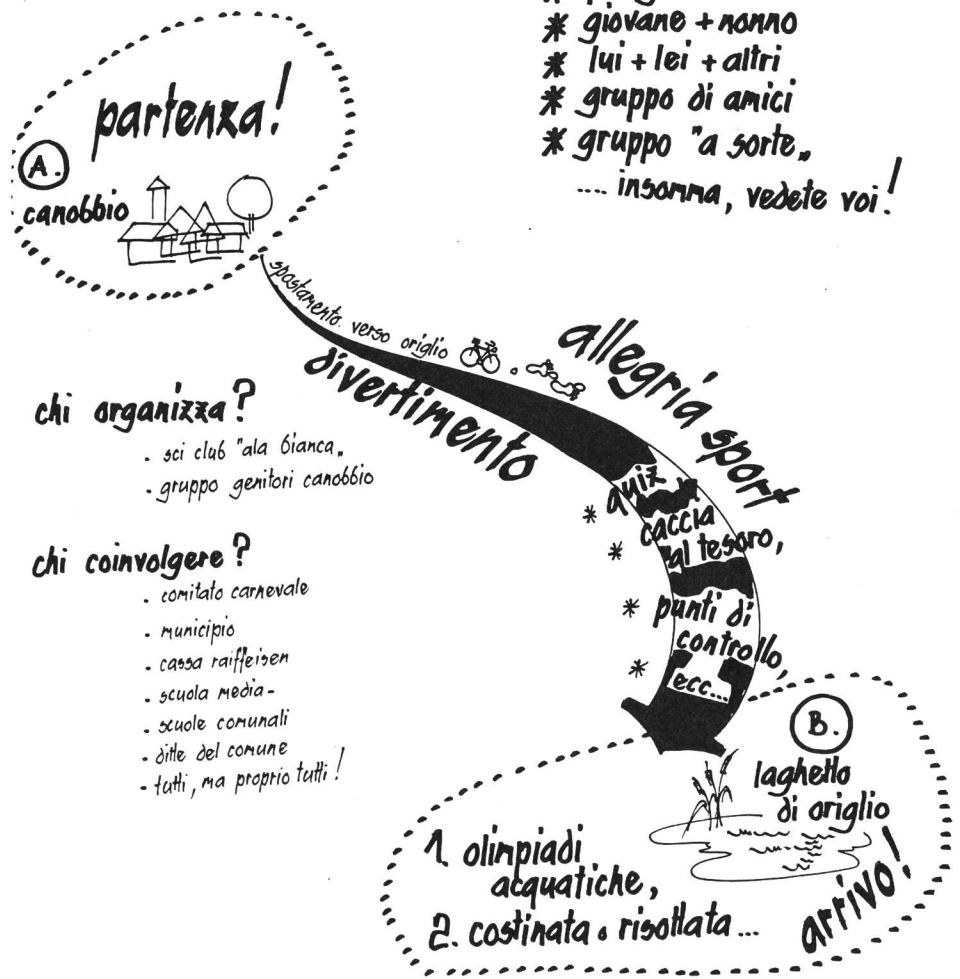 * giovane + nonno
* lui + lei + altri
* gruppo di amici
* gruppo "a sorte„
.... insomma, vedete voi!
partenza!
A.
canobbio
spostamento verso origlio
divertimento
allegria sport
* quiz
* caccia
al tesoro,
* punti di
controllo,
* ecc...
chi organizza?
. sci club "ala bianca„
. gruppo genitori canobbio
chi coinvolgere?
. comitato carnevale
. municipio
. cassa raiffeisen
. scuola media-
. scuole comunali
. ditte del comune
. tutti, ma proprio tutti!
B.
laghetto
di origlio
arrivo!
1. olimpiadi
acquatiche,
2. costinata o risottata...